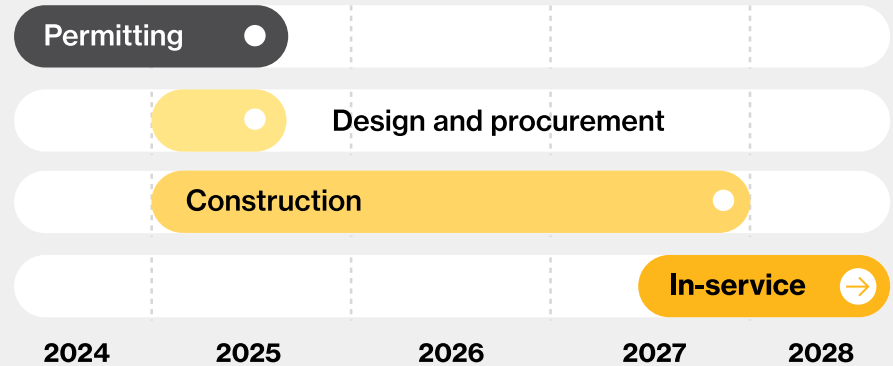 Permitting
Design and procurement
Construction
In-service
2024 2025 2026 2027 2028